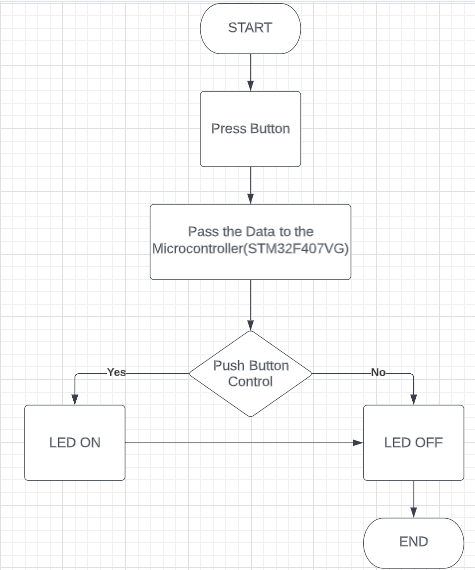 START
Press Button
Pass the Data to the
Microcontroller(STM32F407VG)
Push Button
Control
Yes
No
LED ON
LED OFF
END